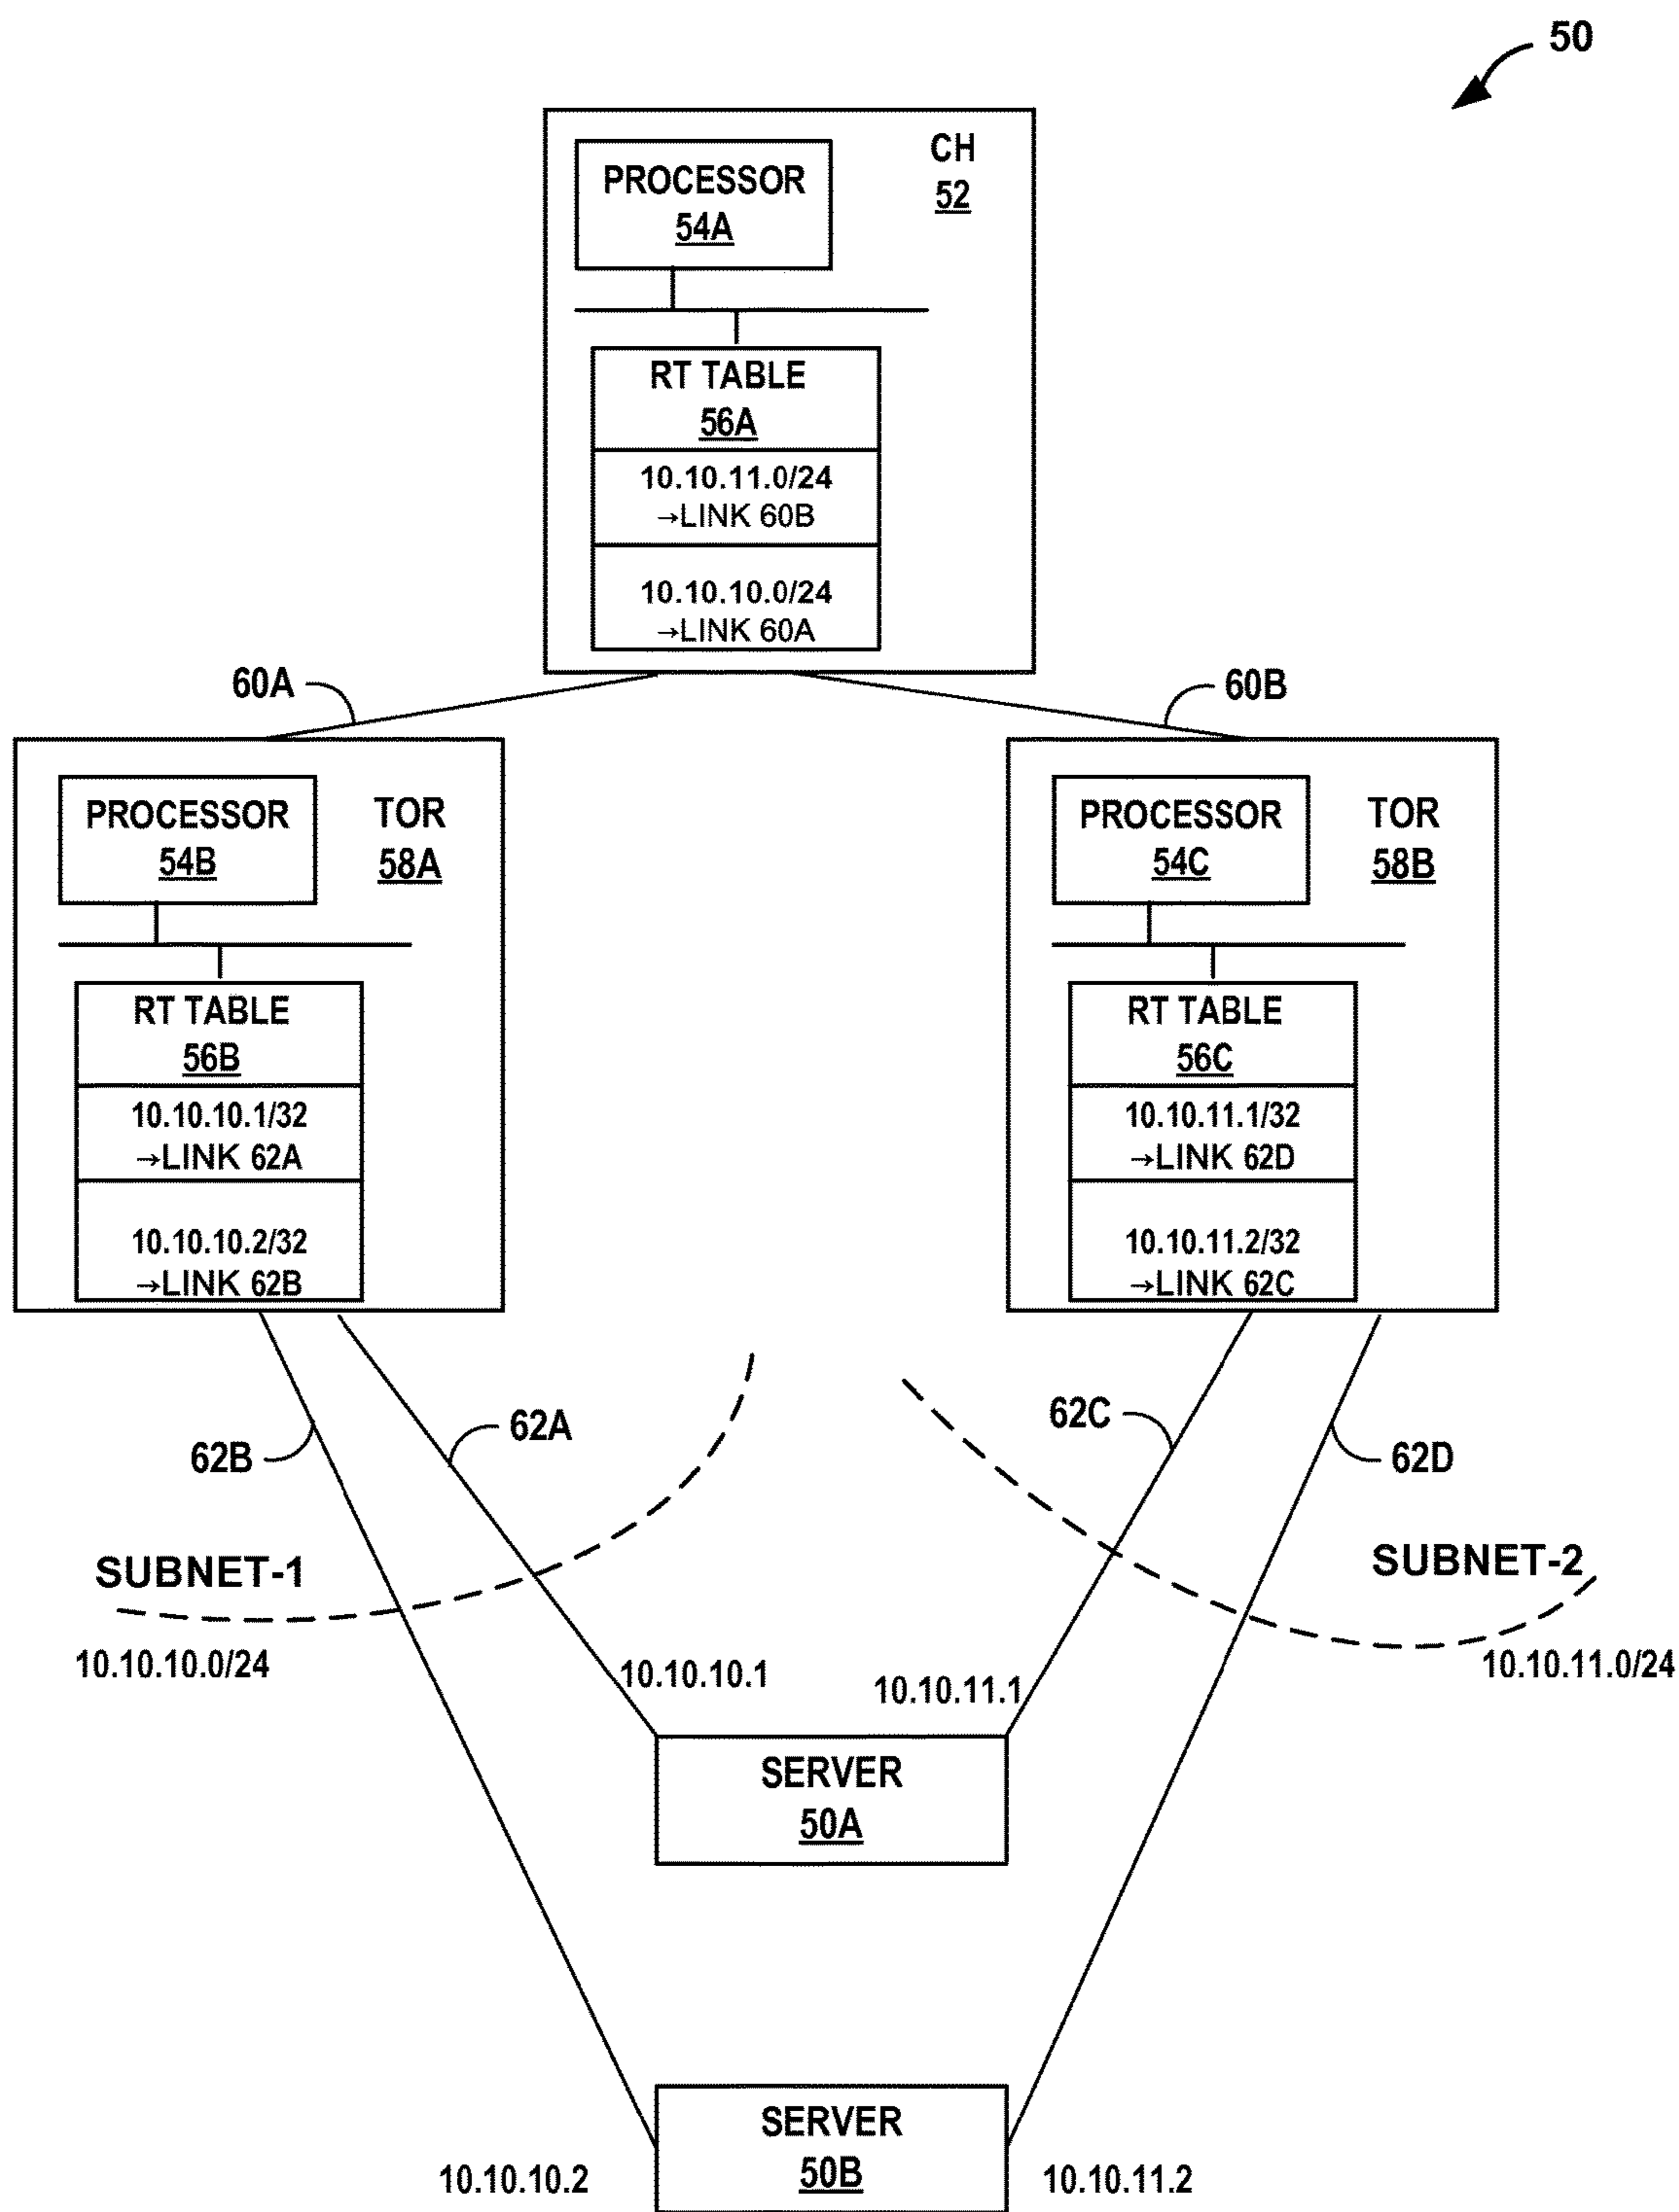 50
CH
52
PROCESSOR
54A
RT TABLE
56A
10.10.11.0/24
→LINK 60B
10.10.10.0/24
→LINK 60A
60A
60B
PROCESSOR
54B
TOR
58A
RT TABLE
56B
10.10.10.1/32
→LINK 62A
10.10.10.2/32
→LINK 62B
PROCESSOR
54C
TOR
58B
RT TABLE
56C
10.10.11.1/32
→LINK 62D
10.10.11.2/32
→LINK 62C
62B
62A
62C
62D
SUBNET-1
10.10.10.0/24
SUBNET-2
10.10.11.0/24
10.10.10.1
10.10.11.1
SERVER
50A
SERVER
50B
10.10.10.2
10.10.11.2